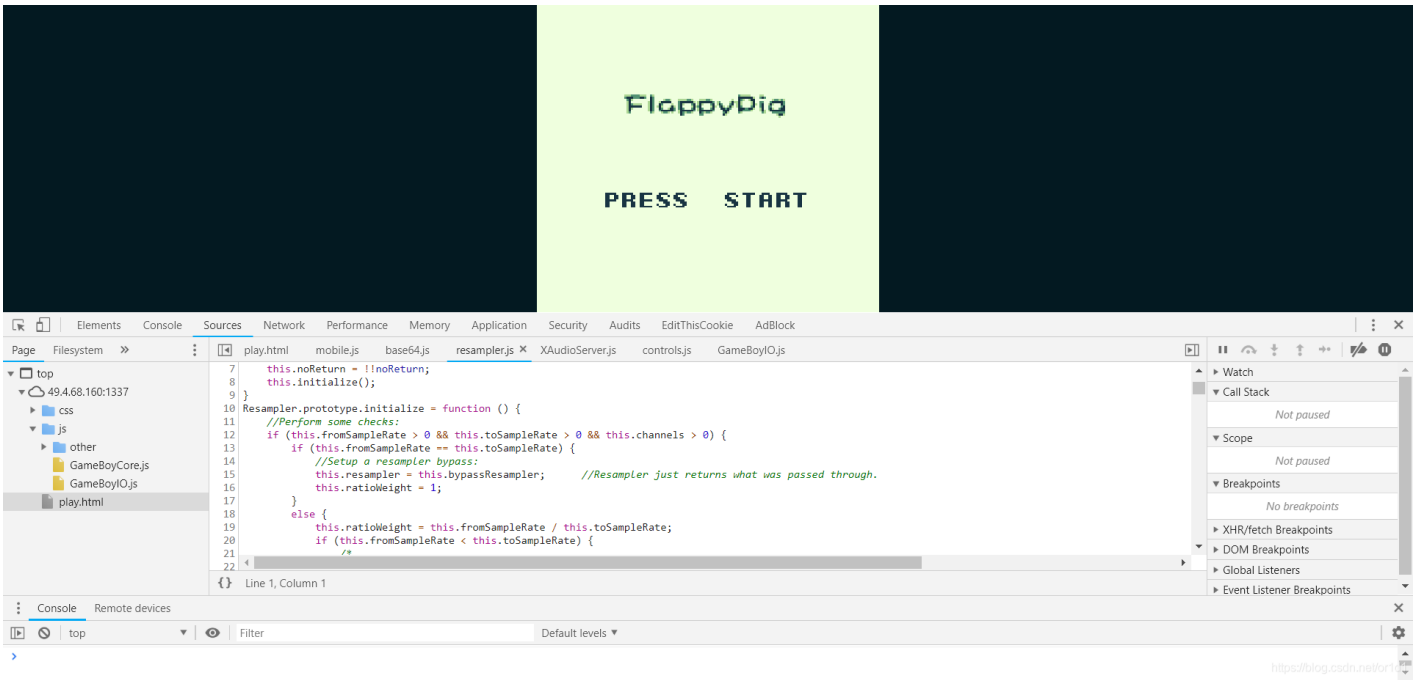 FlappyPig
PRESS START
Elements Console Sources Network Performance Memory Application Security Audits EditThisCookie AdBlock
Page Filesystem »
play.html mobile.js base64.js resampler.js × XAudioServer.js controls.js GameBoyIO.js
top
49.4.68.160:1337
css
js
other
GameBoyCore.js
GameBoyIO.js
play.html
7 this.noReturn = !!noReturn;
8 this.initialize();
9 }
10 Resampler.prototype.initialize = function () {
11 //Perform some checks:
12 if (this.fromSampleRate > 0 && this.toSampleRate > 0 && this.channels > 0) {
13 if (this.fromSampleRate == this.toSampleRate) {
14 //Setup a resampler bypass:
15 this.resampler = this.bypassResampler; //Resampler just returns what was passed through.
16 this.ratioWeight = 1;
17 }
18 else {
19 this.ratioWeight = this.fromSampleRate / this.toSampleRate;
20 if (this.fromSampleRate < this.toSampleRate) {
21 /*
22
{} Line 1, Column 1
Watch
Call Stack
Not paused
Scope
Not paused
Breakpoints
No breakpoints
XHR/fetch Breakpoints
DOM Breakpoints
Global Listeners
Event Listener Breakpoints
Console Remote devices
top Filter Default levels ▼
>